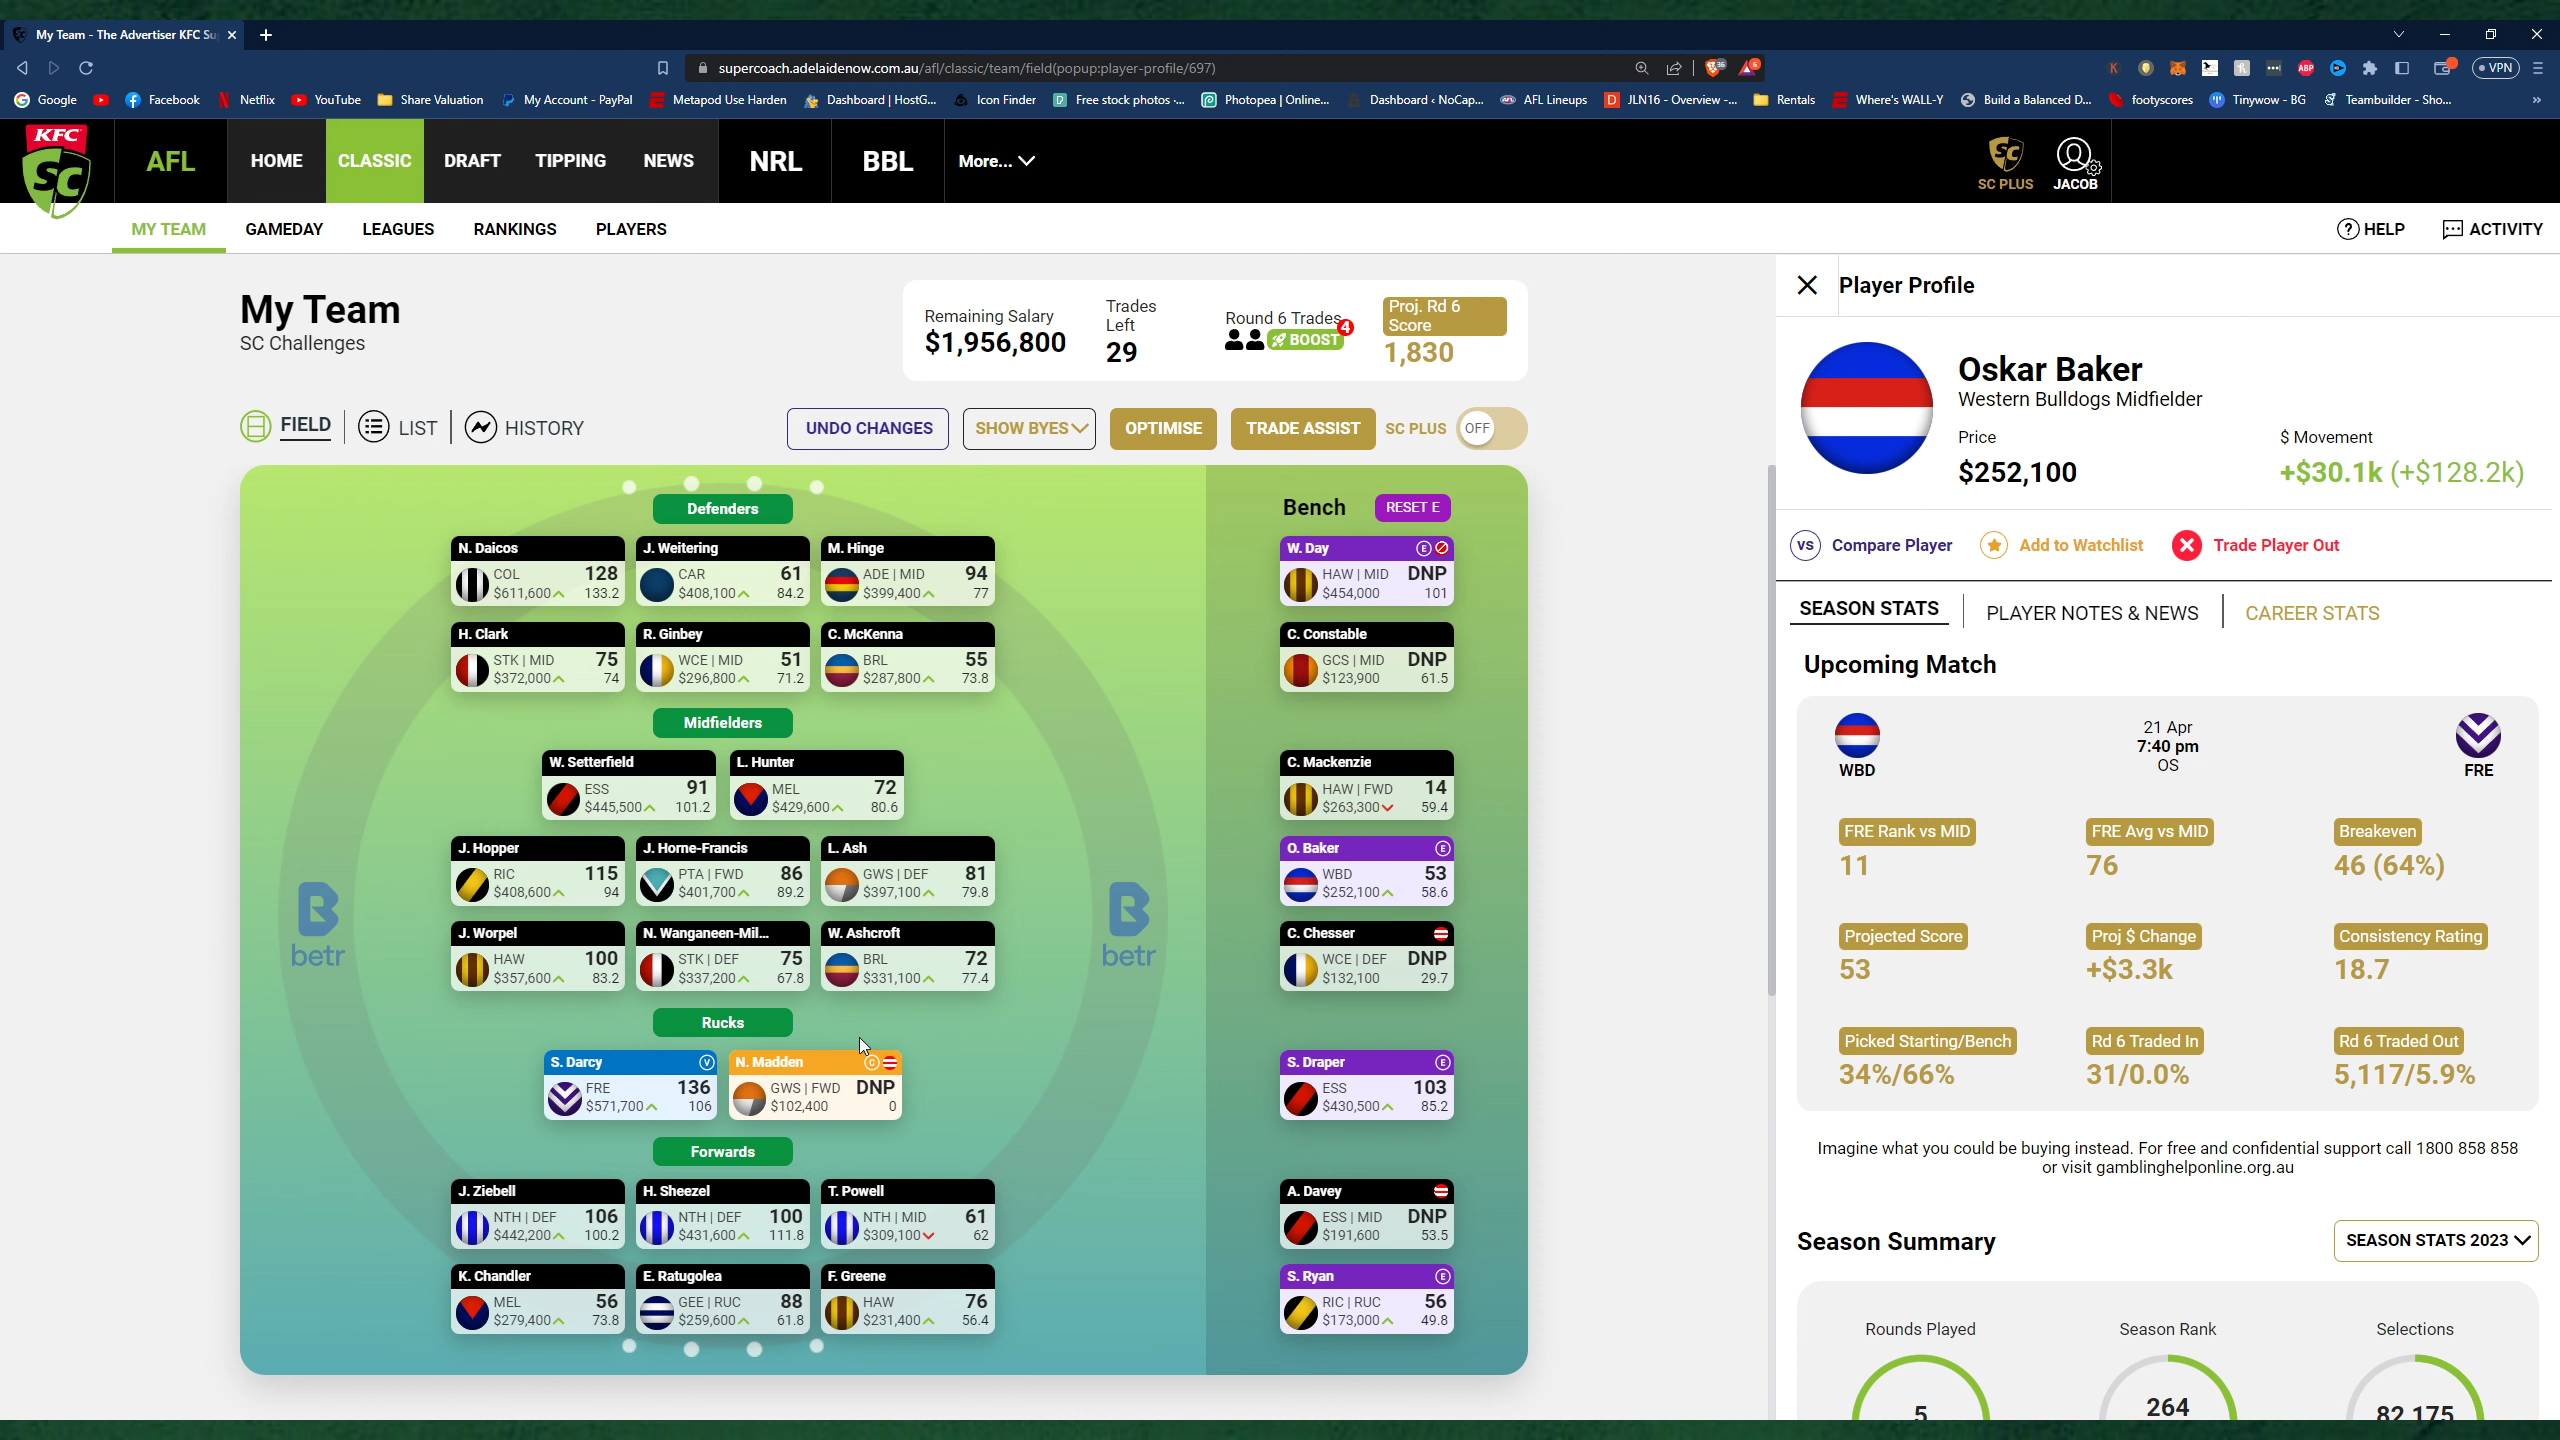 My Team - The Advertiser KFC Su
supercoach.adelaidenow.com.au/afl/classic/team/field(popup:player-profile/697)
VPN
Google Facebook Netflix YouTube Share Valuation My Account - PayPal Metapod Use Harden Dashboard | HostG... Icon Finder Free stock photos -... Photopea | Online... Dashboard ‹ NoCap... AFL Lineups JLN16 - Overview -... Rentals Where's WALL-Y Build a Balanced D... footyscores Tinywow - BG Teambuilder - Sho...
KFC SC
AFL HOME CLASSIC DRAFT TIPPING NEWS NRL BBL More...
SC PLUS JACOB
MY TEAM GAMEDAY LEAGUES RANKINGS PLAYERS
HELP ACTIVITY
My Team
SC Challenges
Remaining Salary
$1,956,800
Trades Left
29
Round 6 Trades
BOOST 4
Proj. Rd 6 Score
1,830
FIELD LIST HISTORY
UNDO CHANGES SHOW BYES OPTIMISE TRADE ASSIST SC PLUS OFF
Defenders
N. Daicos
COL 128
$611,600 133.2
J. Weitering
CAR 61
$408,100 84.2
M. Hinge
ADE | MID 94
$399,400 77
H. Clark
STK | MID 75
$372,000 74
R. Ginbey
WCE | MID 51
$296,800 71.2
C. McKenna
BRL 55
$287,800 73.8
Midfielders
W. Setterfield
ESS 91
$445,500 101.2
L. Hunter
MEL 72
$429,600 80.6
J. Hopper
RIC 115
$408,600 94
J. Horne-Francis
PTA | FWD 86
$401,700 89.2
L. Ash
GWS | DEF 81
$397,100 79.8
J. Worpel
HAW 100
$357,600 83.2
N. Wanganeen-Mil...
STK | DEF 75
$337,200 67.8
W. Ashcroft
BRL 72
$331,100 77.4
betr
betr
Rucks
S. Darcy V
FRE 136
$571,700 106
N. Madden C
GWS | FWD DNP
$102,400 0
Forwards
J. Ziebell
NTH | DEF 106
$442,200 100.2
H. Sheezel
NTH | DEF 100
$431,600 111.8
T. Powell
NTH | MID 61
$309,100 62
K. Chandler
MEL 56
$279,400 73.8
E. Ratugolea
GEE | RUC 88
$259,600 61.8
F. Greene
HAW 76
$231,400 56.4
Bench RESET E
W. Day E
HAW | MID DNP
$454,000 101
C. Constable
GCS | MID DNP
$123,900 61.5
C. Mackenzie
HAW | FWD 14
$263,300 59.4
O. Baker E
WBD 53
$252,100 58.6
C. Chesser
WCE | DEF DNP
$132,100 29.7
S. Draper E
ESS 103
$430,500 85.2
A. Davey
ESS | MID DNP
$191,600 53.5
S. Ryan E
RIC | RUC 56
$173,000 49.8
Player Profile
Oskar Baker
Western Bulldogs Midfielder
Price $ Movement
$252,100 +$30.1k (+$128.2k)
VS Compare Player Add to Watchlist Trade Player Out
SEASON STATS PLAYER NOTES & NEWS CAREER STATS
Upcoming Match
WBD
21 Apr
7:40 pm
OS
FRE
FRE Rank vs MID FRE Avg vs MID Breakeven
11 76 46 (64%)
Projected Score Proj $ Change Consistency Rating
53 +$3.3k 18.7
Picked Starting/Bench Rd 6 Traded In Rd 6 Traded Out
34%/66% 31/0.0% 5,117/5.9%
Imagine what you could be buying instead. For free and confidential support call 1800 858 858
or visit gamblinghelponline.org.au
Season Summary SEASON STATS 2023
Rounds Played Season Rank Selections
5 264 82,175